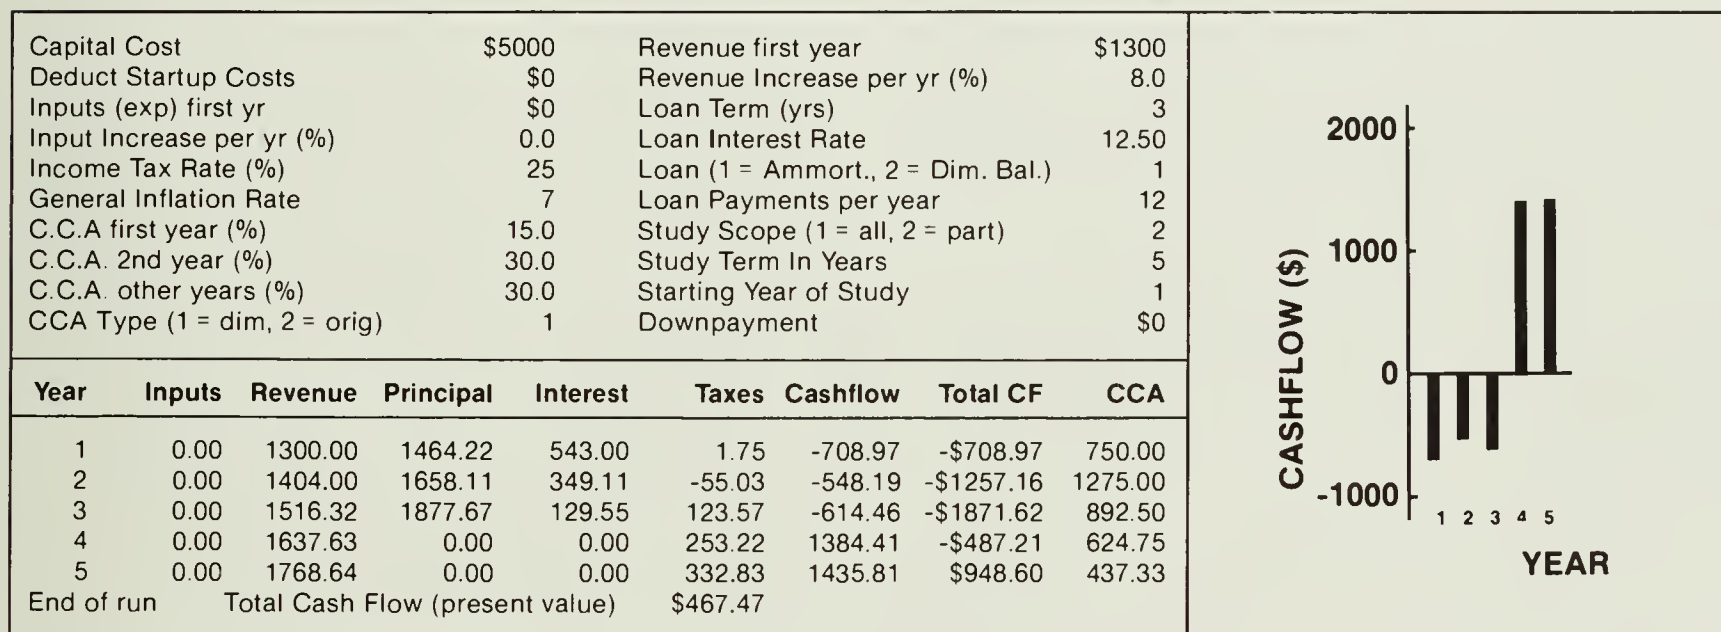 Capital Cost $5000 Revenue first year $1300
Deduct Startup Costs $0 Revenue Increase per yr (%) 8.0
Inputs (exp) first yr $0 Loan Term (yrs) 3
Input Increase per yr (%) 0.0 Loan Interest Rate 12.50
Income Tax Rate (%) 25 Loan (1 = Ammort., 2 = Dim. Bal.) 1
General Inflation Rate 7 Loan Payments per year 12
C.C.A first year (%) 15.0 Study Scope (1 = all, 2 = part) 2
C.C.A. 2nd year (%) 30.0 Study Term In Years 5
C.C.A. other years (%) 30.0 Starting Year of Study 1
CCA Type (1 = dim, 2 = orig) 1 Downpayment $0
Year Inputs Revenue Principal Interest Taxes Cashflow Total CF CCA
1 0.00 1300.00 1464.22 543.00 1.75 -708.97 -$708.97 750.00
2 0.00 1404.00 1658.11 349.11 -55.03 -548.19 -$1257.16 1275.00
3 0.00 1516.32 1877.67 129.55 123.57 -614.46 -$1871.62 892.50
4 0.00 1637.63 0.00 0.00 253.22 1384.41 -$487.21 624.75
5 0.00 1768.64 0.00 0.00 332.83 1435.81 $948.60 437.33
End of run Total Cash Flow (present value) $467.47
CASHFLOW ($)
2000
1000
0
-1000
1 2 3 4 5
YEAR